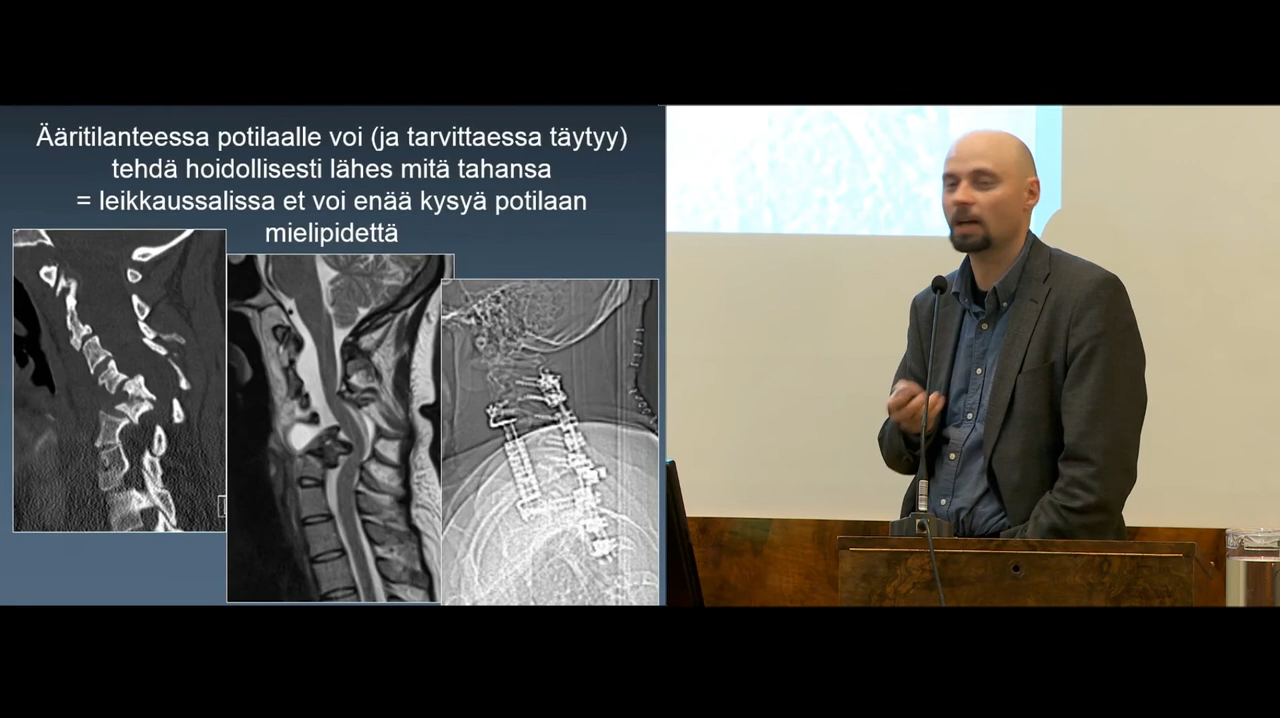 Ääritilanteessa potilaalle voi (ja tarvittaessa täytyy)
tehdä hoidollisesti lähes mitä tahansa
= leikkaussalissa et voi enää kysyä potilaan
mielipidettä